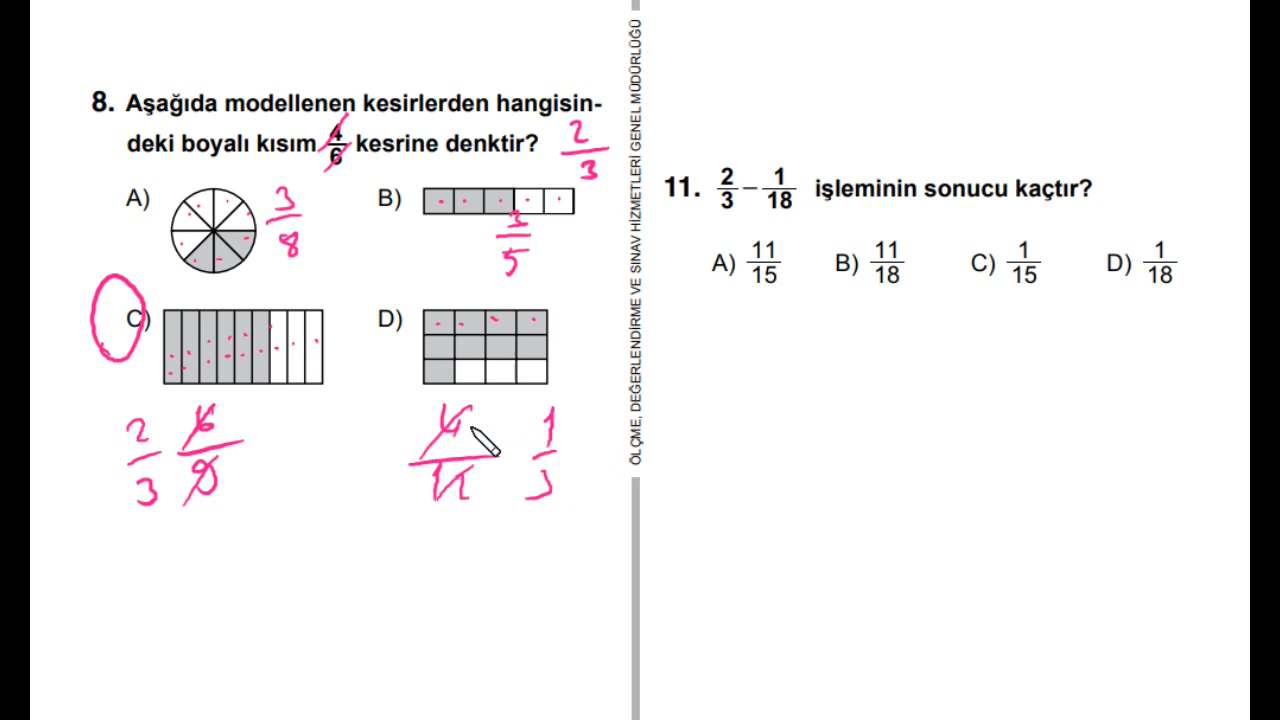 8. Aşağıda modellenen kesirlerden hangisin-
deki boyalı kısım 4/6 kesrine denktir?
2/3
A) 3/8
B) 3/5
C)
D)
2/3 6/9
4/12 1/3
ÖLÇME, DEĞERLENDİRME VE SINAV HİZMETLERİ GENEL MÜDÜRLÜĞÜ
11. 2/3 − 1/18 işleminin sonucu kaçtır?
A) 11/15 B) 11/18 C) 1/15 D) 1/18